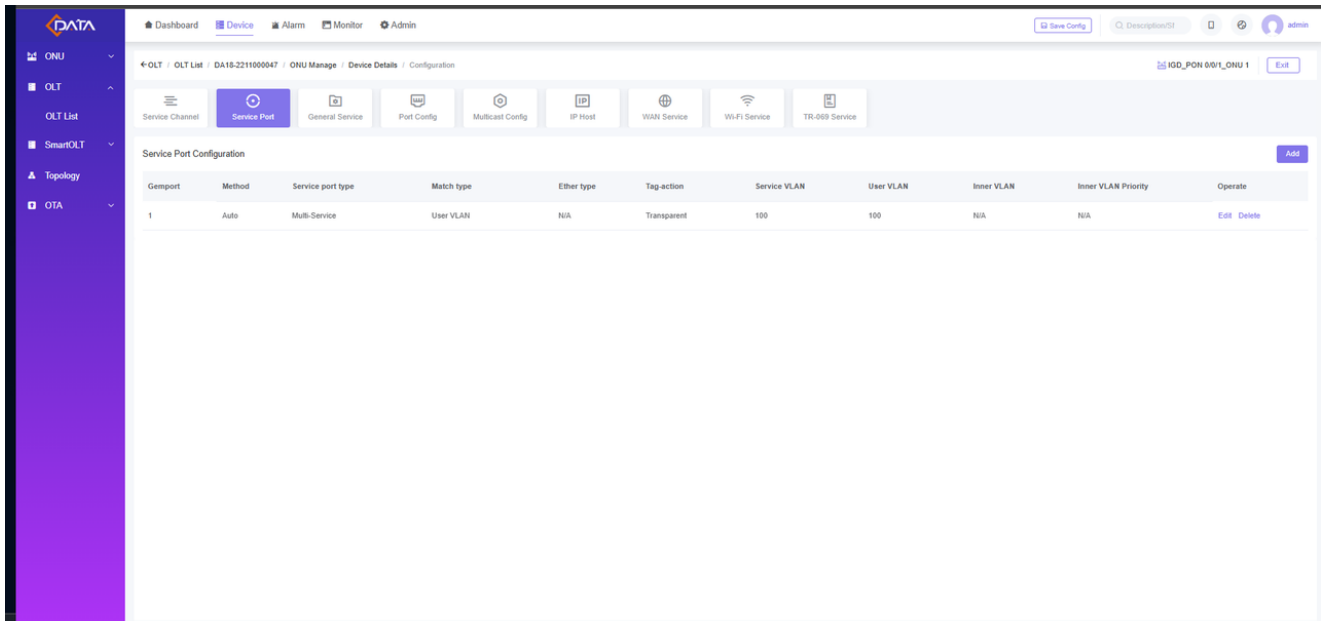 DATA
Dashboard Device Alarm Monitor Admin
Save Config
Description/S
admin
ONU
OLT
OLT List
SmartOLT
Topology
OTA
OLT / OLT List / DA18-2211000047 / ONU Manage / Device Details / Configuration
IGD_PON 0/0/1_ONU 1 Exit
Service Channel Service Port General Service Port Config Multicast Config IP Host WAN Service Wi-Fi Service TR-069 Service
Service Port Configuration
Add
Gemport Method Service port type Match type Ether type Tag-action Service VLAN User VLAN Inner VLAN Inner VLAN Priority Operate
1 Auto Multi-Service User VLAN N/A Transparent 100 100 N/A N/A Edit Delete